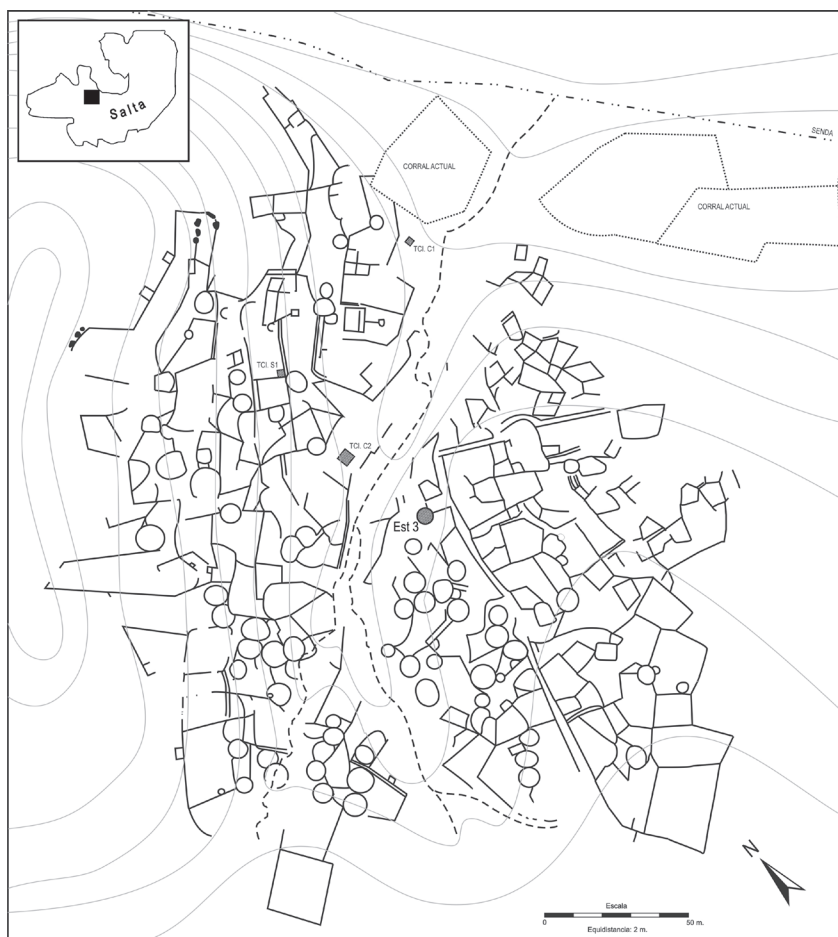 Salta
SENDA
CORRAL ACTUAL
CORRAL ACTUAL
TCI. C1
TCI. S1
TCI. C2
Est 3
N
Escala
0 50 m.
Equidistancia: 2 m.